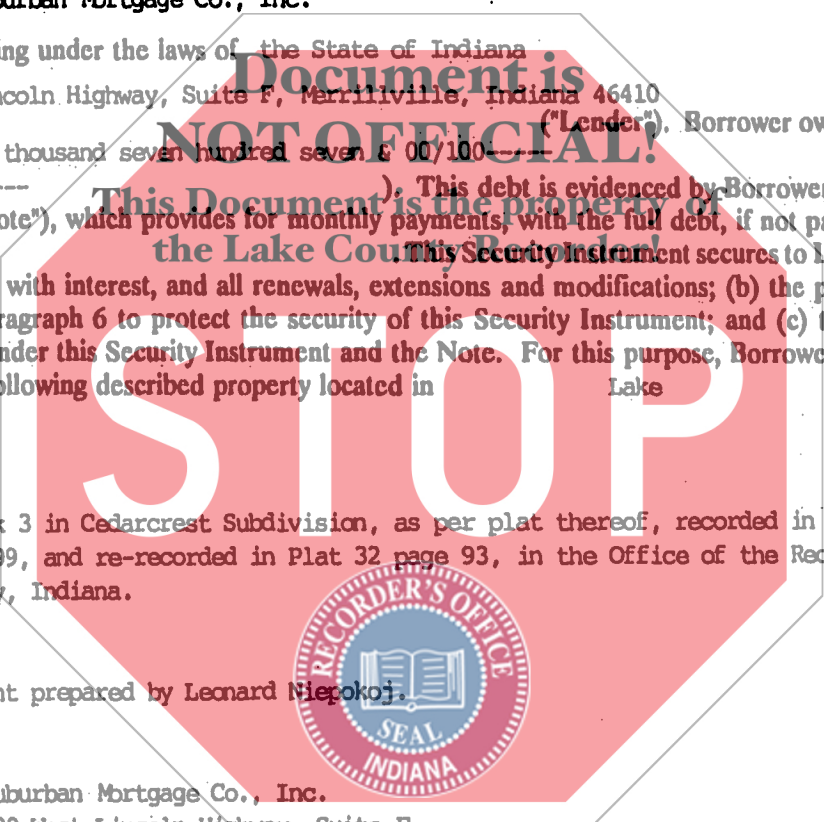 urban Mortgage Co., Inc.
ing under the laws of the State of Indiana
Document is
ncoln Highway, Suite F, Merrillville, Indiana 46410
("Lender"). Borrower ow
NOT OFFICIAL!
thousand seven hundred seven & 00/100-----
--- ). This debt is evidenced by Borrower
This Document is the property of
ote"), which provides for monthly payments, with the full debt, if not pa
the Lake County Recorder!
.This Security Instrument secures to L
with interest, and all renewals, extensions and modifications; (b) the p
ragraph 6 to protect the security of this Security Instrument; and (c) t
nder this Security Instrument and the Note. For this purpose, Borrowe
ollowing described property located in Lake
STOP
k 3 in Cedarcrest Subdivision, as per plat thereof, recorded in
99, and re-recorded in Plat 32 page 93, in the Office of the Rec
y, Indiana.
RECORDER'S OFFICE
nt prepared by Leonard Niepokoj.
SEAL
INDIANA
uburban Mortgage Co., Inc.